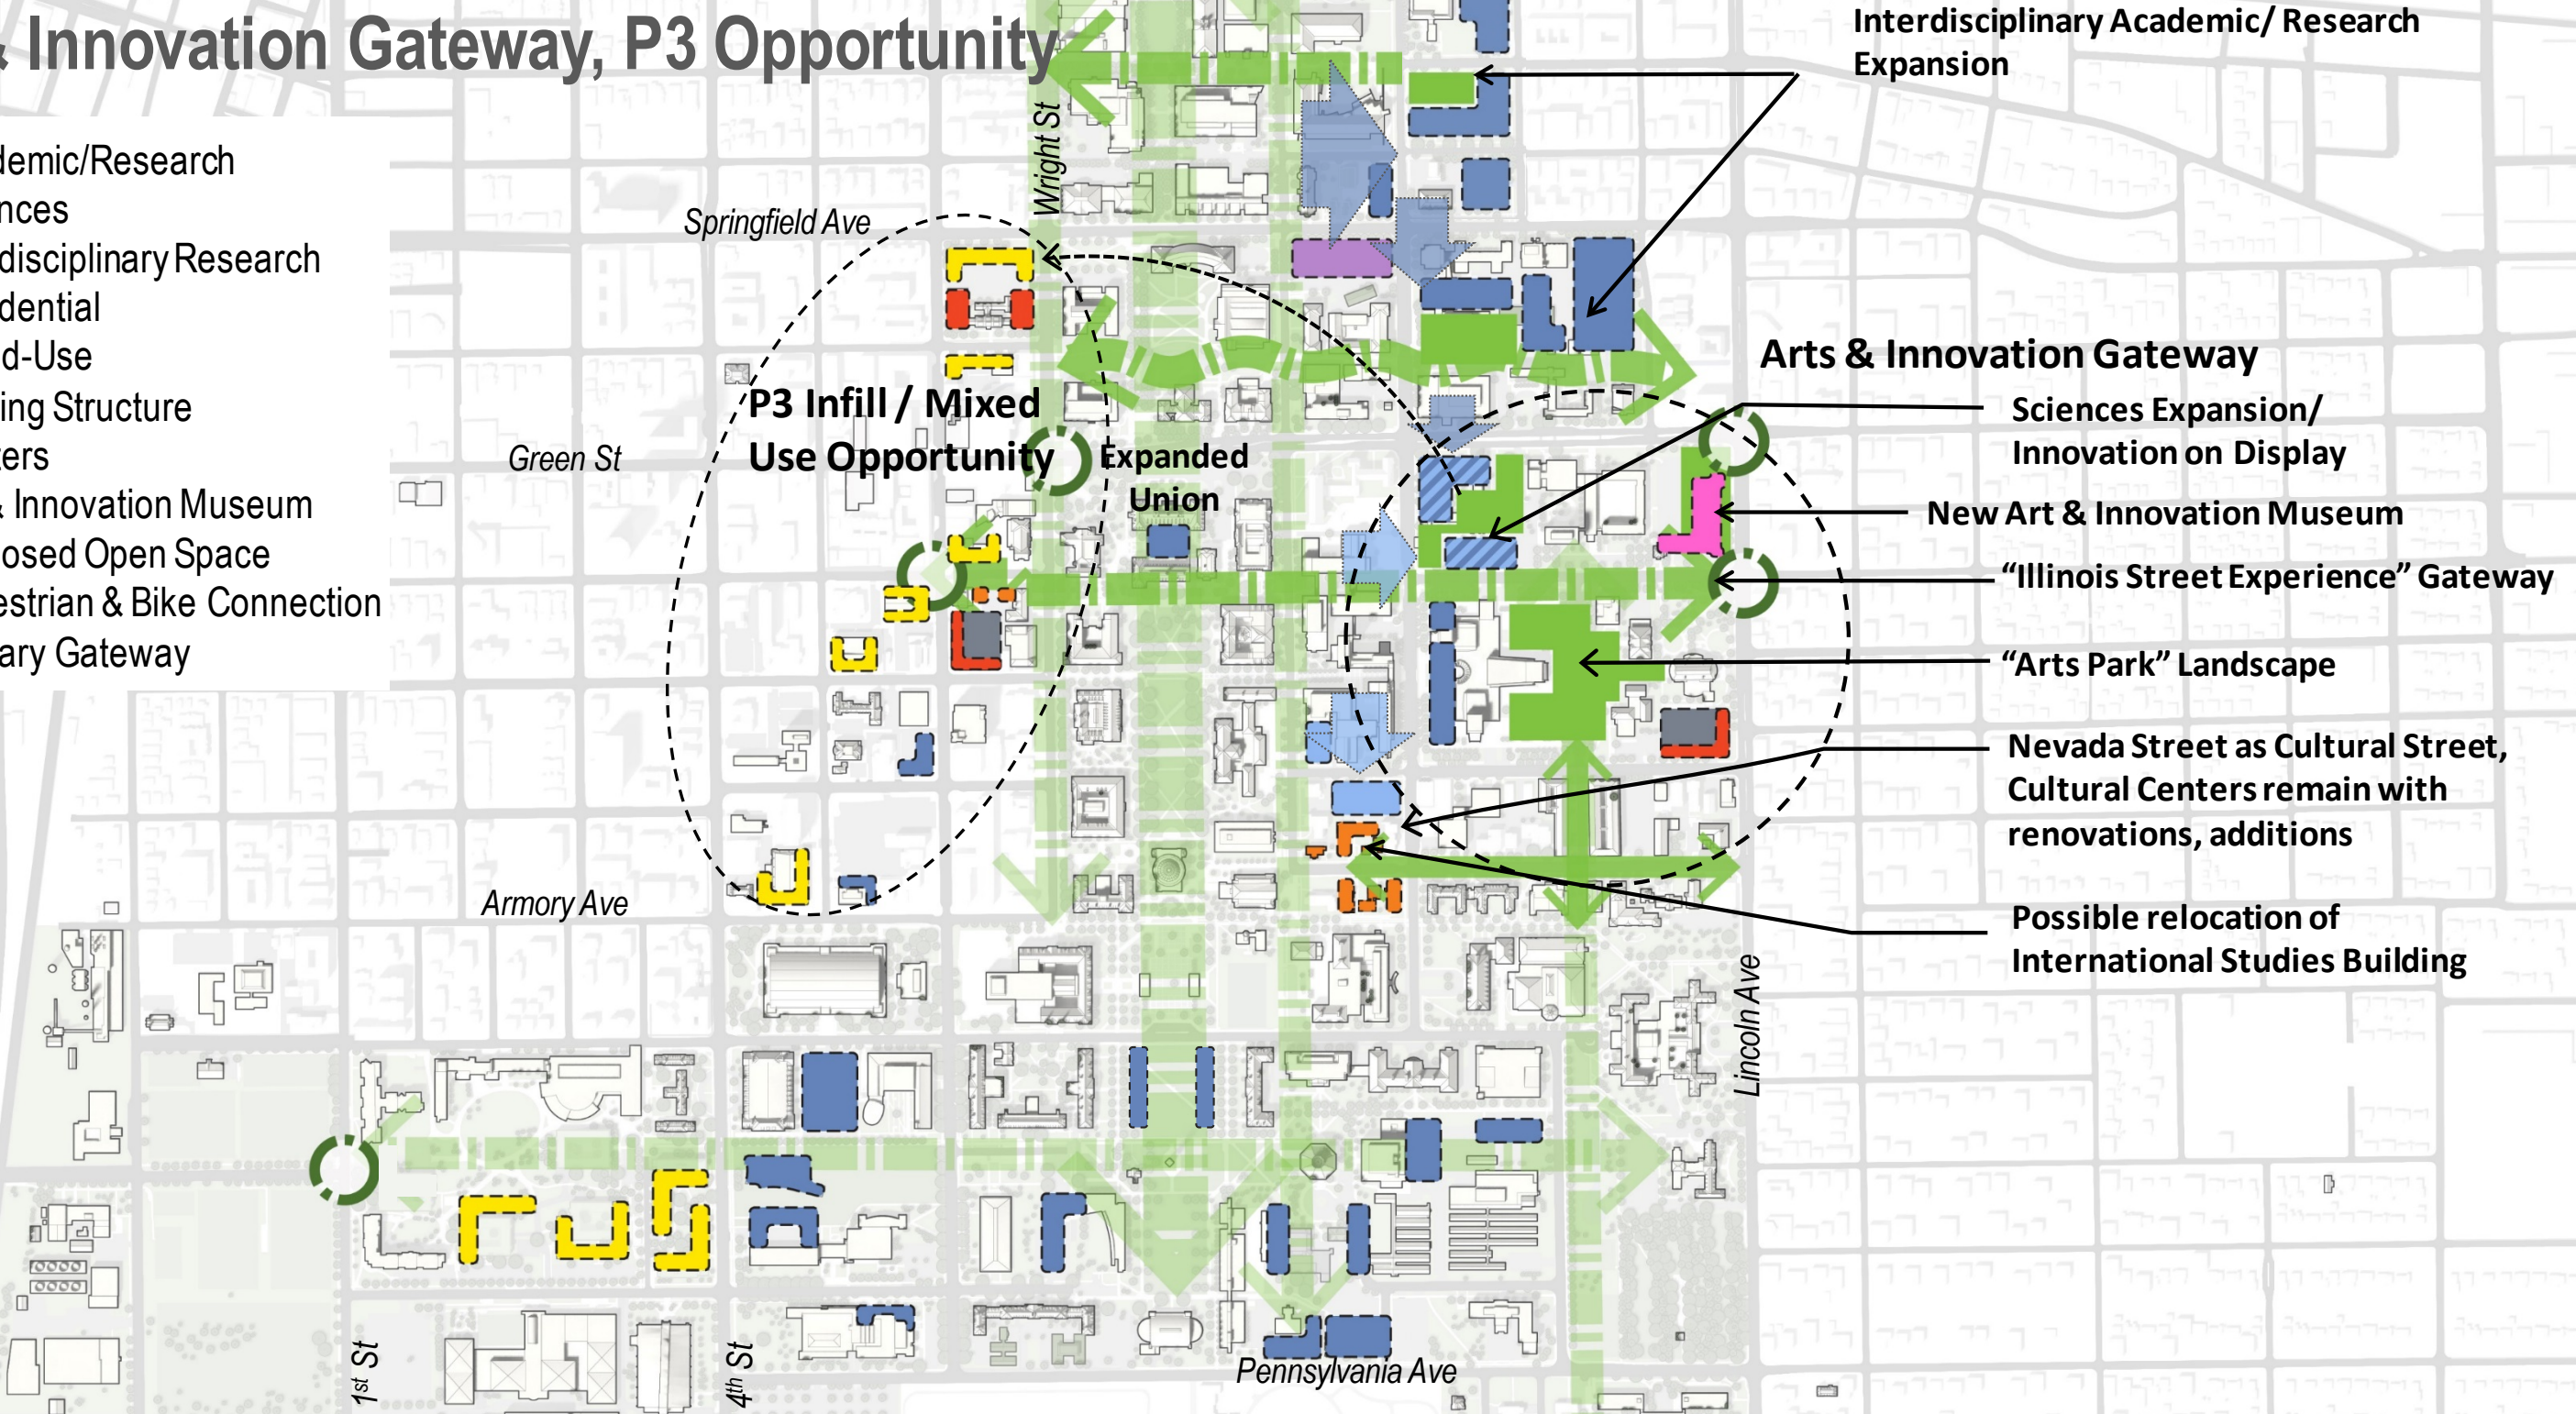 & Innovation Gateway, P3 Opportunity
demic/Research
nces
disciplinary Research
dential
d-Use
ing Structure
ters
& Innovation Museum
osed Open Space
estrian & Bike Connection
ary Gateway
Interdisciplinary Academic/ Research
Expansion
Wright St
Springfield Ave
Green St
P3 Infill / Mixed
Use Opportunity
Expanded
Union
Arts & Innovation Gateway
Sciences Expansion/
Innovation on Display
New Art & Innovation Museum
“Illinois Street Experience” Gateway
“Arts Park” Landscape
Nevada Street as Cultural Street,
Cultural Centers remain with
renovations, additions
Possible relocation of
International Studies Building
Armory Ave
Lincoln Ave
1st St
4th St
Pennsylvania Ave